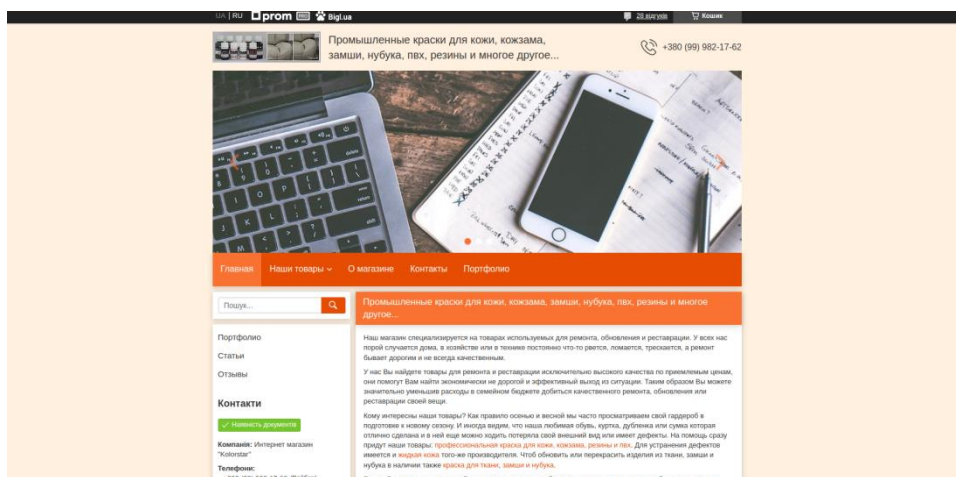 UA | RU prom Bigl.ua
28 відгуків Кошик
Промышленные краски для кожи, кожзама,
замши, нубука, пвх, резины и многое другое...
+380 (99) 982-17-62
Главная Наши товары О магазине Контакты Портфолио
Пошук...
Промышленные краски для кожи, кожзама, замши, нубука, пвх, резины и многое
другое...
Портфолио
Статьи
Отзывы
Контакти
Наявність документів
Компанія: Интернет магазин
"Kolorstar"
Телефони:
Наш магазин специализируется на товарах используемых для ремонта, обновления и реставрации. У всех нас
порой случается дома, в хозяйстве или в технике постоянно что-то рвется, ломается, трескается, а ремонт
бывает дорогим и не всегда качественным.
У нас Вы найдете товары для ремонта и реставрации исключительно высокого качества по приемлемым ценам,
они помогут Вам найти экономически не дорогой и эффективный выход из ситуации. Таким образом Вы можете
значительно уменьшив расходы в семейном бюджете добиться качественного ремонта, обновления или
реставрации своей вещи.
Кому интересны наши товары? Как правило осенью и весной мы часто просматриваем свой гардероб в
подготовке к новому сезону. И иногда видим, что наша любимая обувь, куртка, дубленка или сумка которая
отлично сделана и в ней еще можно ходить потеряла свой внешний вид или имеет дефекты. На помощь сразу
придут наши товары: профессиональная краска для кожи, кожзама, резины и пвх. Для устранения дефектов
имеется и жидкая кожа того-же производителя. Чтоб обновить или перекрасить изделия из ткани, замши и
нубука в наличии также краска для ткани, замши и нубука.